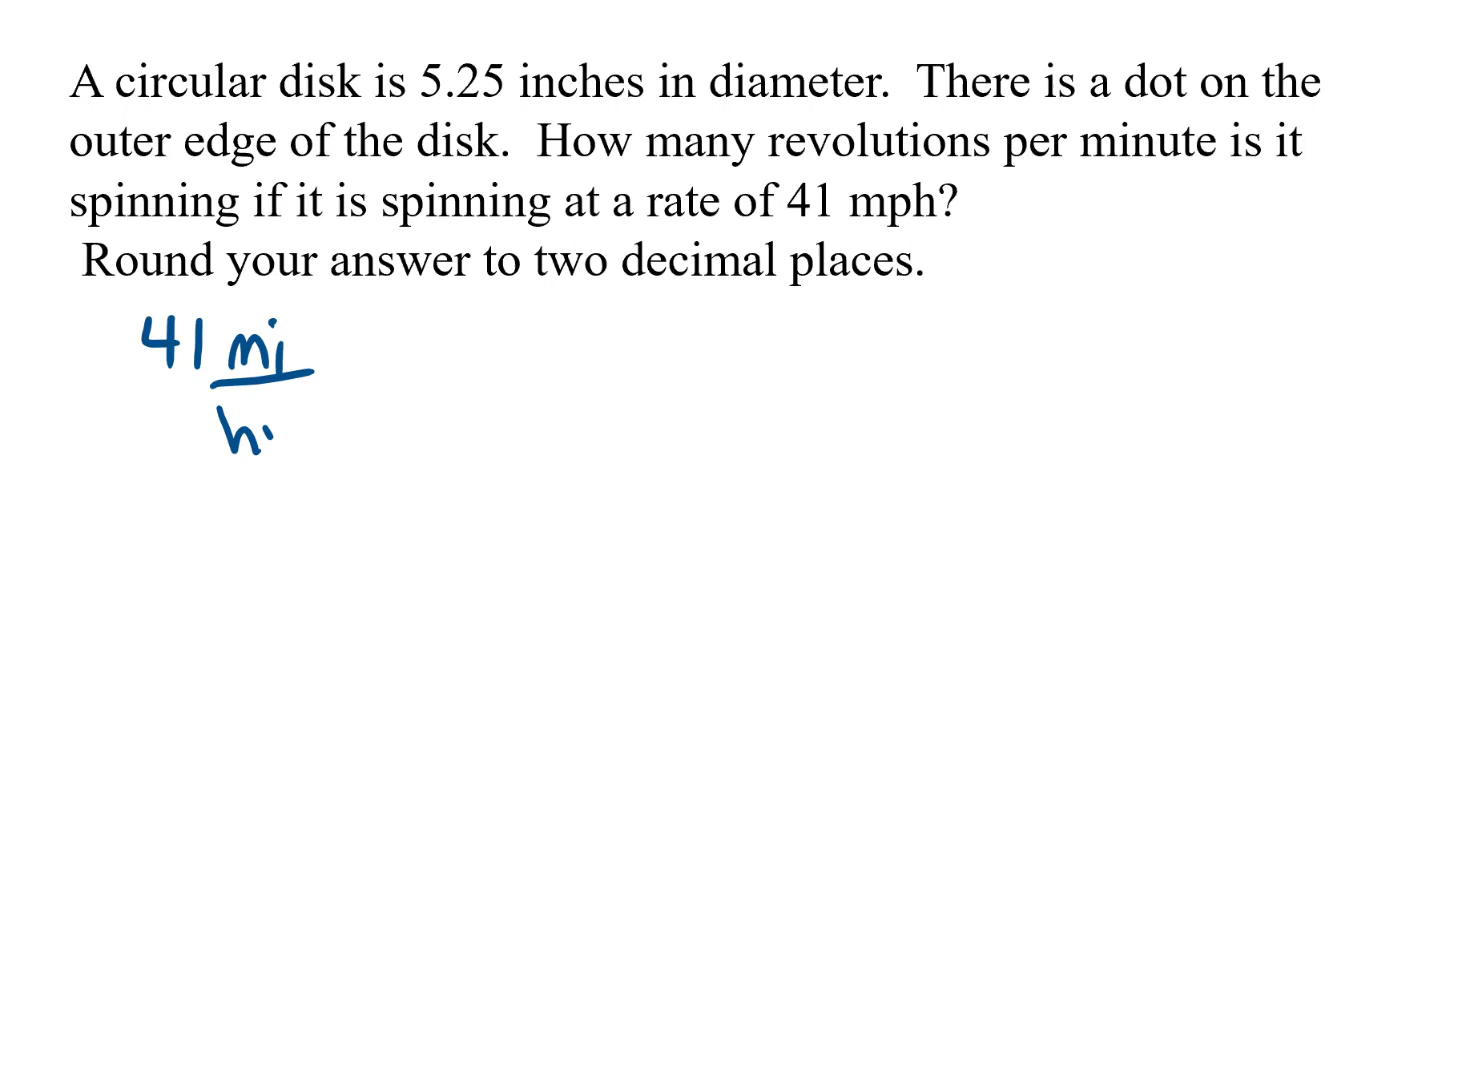 A circular disk is 5.25 inches in diameter.  There is a dot on the
outer edge of the disk.  How many revolutions per minute is it
spinning if it is spinning at a rate of 41 mph?
Round your answer to two decimal places.
41 mi
h